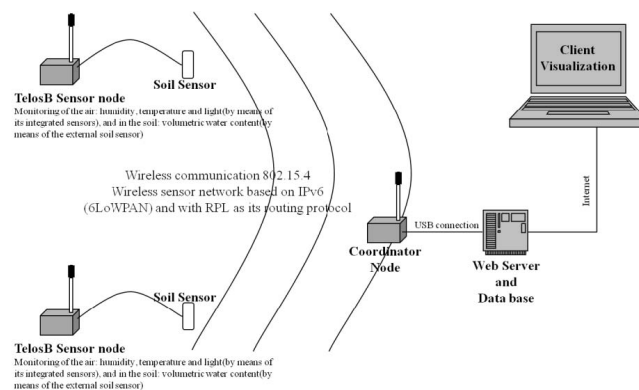 Soil Sensor
TelosB Sensor node
Monitoring of the air: humidity, temperature and light(by means of
its integrated sensors), and in the soil: volumetric water content(by
means of the external soil sensor)
Client
Visualization
Wireless communication 802.15.4
Wireless sensor network based on IPv6
(6LoWPAN) and with RPL as its routing protocol
Internet
USB connection
Coordinator
Node
Web Server
and
Data base
Soil Sensor
TelosB Sensor node
Monitoring of the air: humidity, temperature and light(by means of
its integrated sensors), and in the soil: volumetric water content(by
means of the external soil sensor)